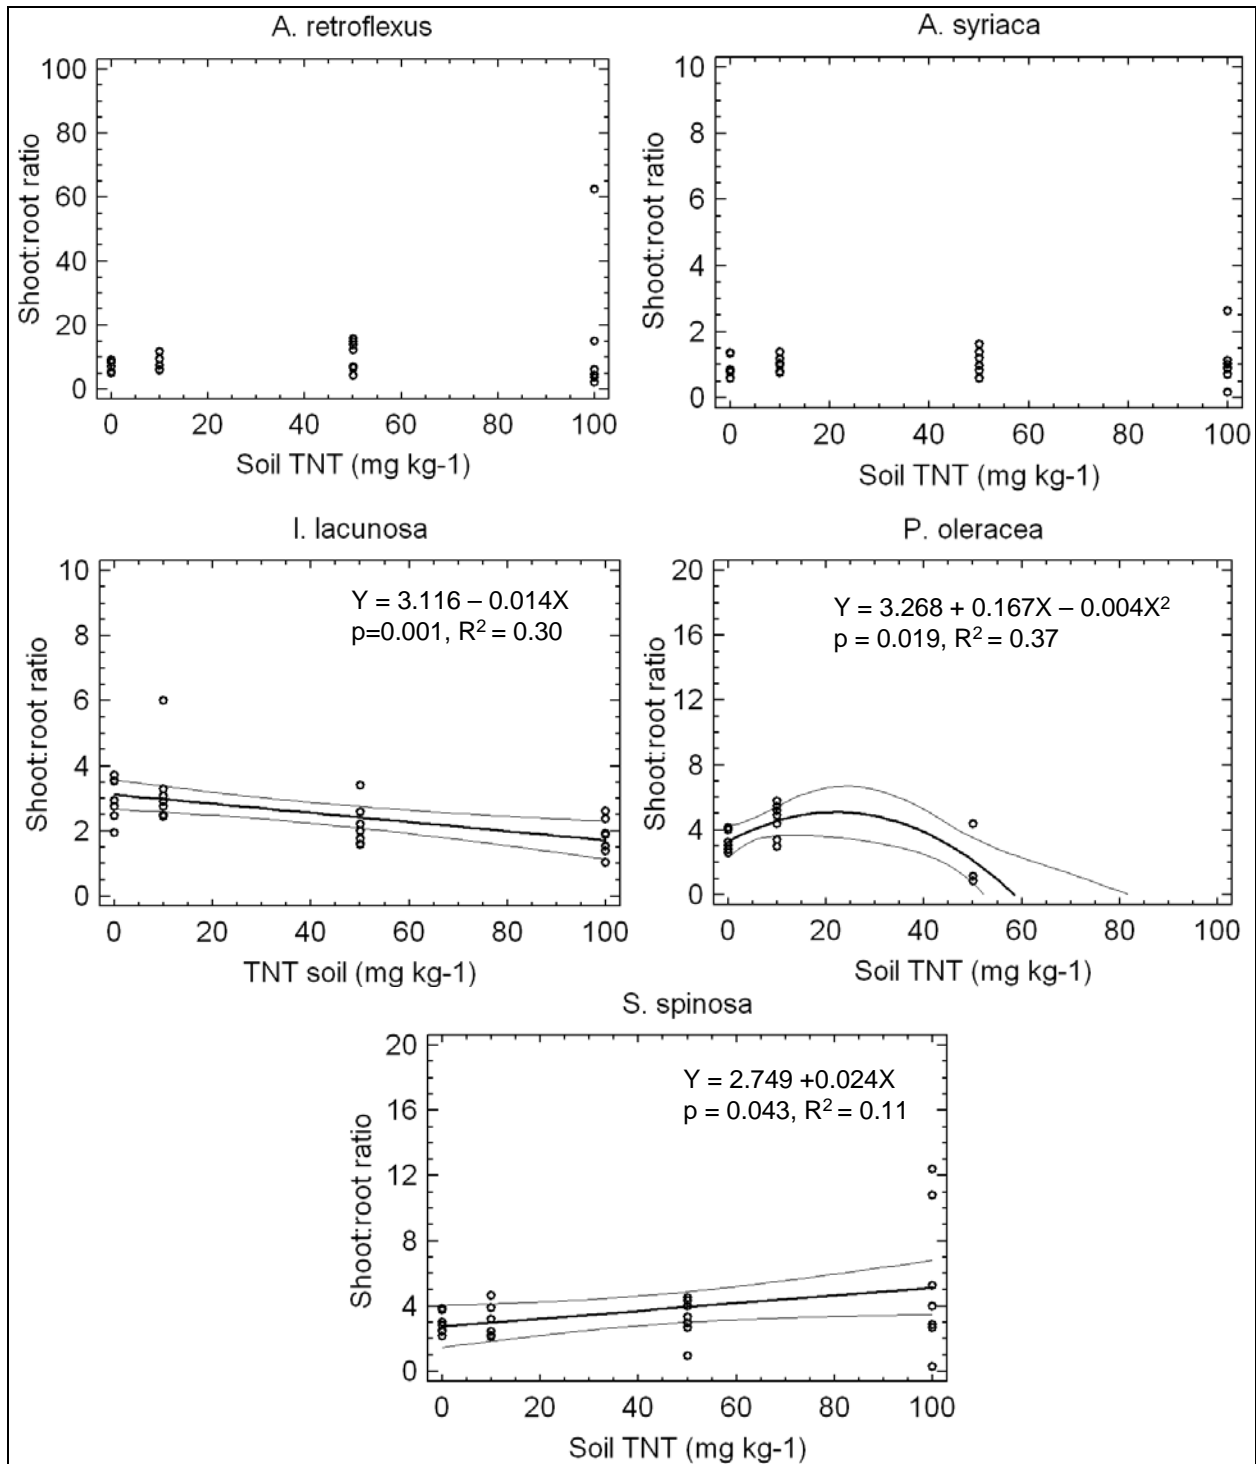 A. retroflexus
Shoot:root ratio
100
80
60
40
20
0
0 20 40 60 80 100
Soil TNT (mg kg-1)
A. syriaca
Shoot:root ratio
10
8
6
4
2
0
0 20 40 60 80 100
Soil TNT (mg kg-1)
I. lacunosa
Y = 3.116 – 0.014X
p=0.001, R² = 0.30
Shoot:root ratio
10
8
6
4
2
0
0 20 40 60 80 100
TNT soil (mg kg-1)
P. oleracea
Y = 3.268 + 0.167X – 0.004X²
p = 0.019, R² = 0.37
Shoot:root ratio
20
16
12
8
4
0
0 20 40 60 80 100
Soil TNT (mg kg-1)
S. spinosa
Y = 2.749 +0.024X
p = 0.043, R² = 0.11
Shoot:root ratio
20
16
12
8
4
0
0 20 40 60 80 100
Soil TNT (mg kg-1)